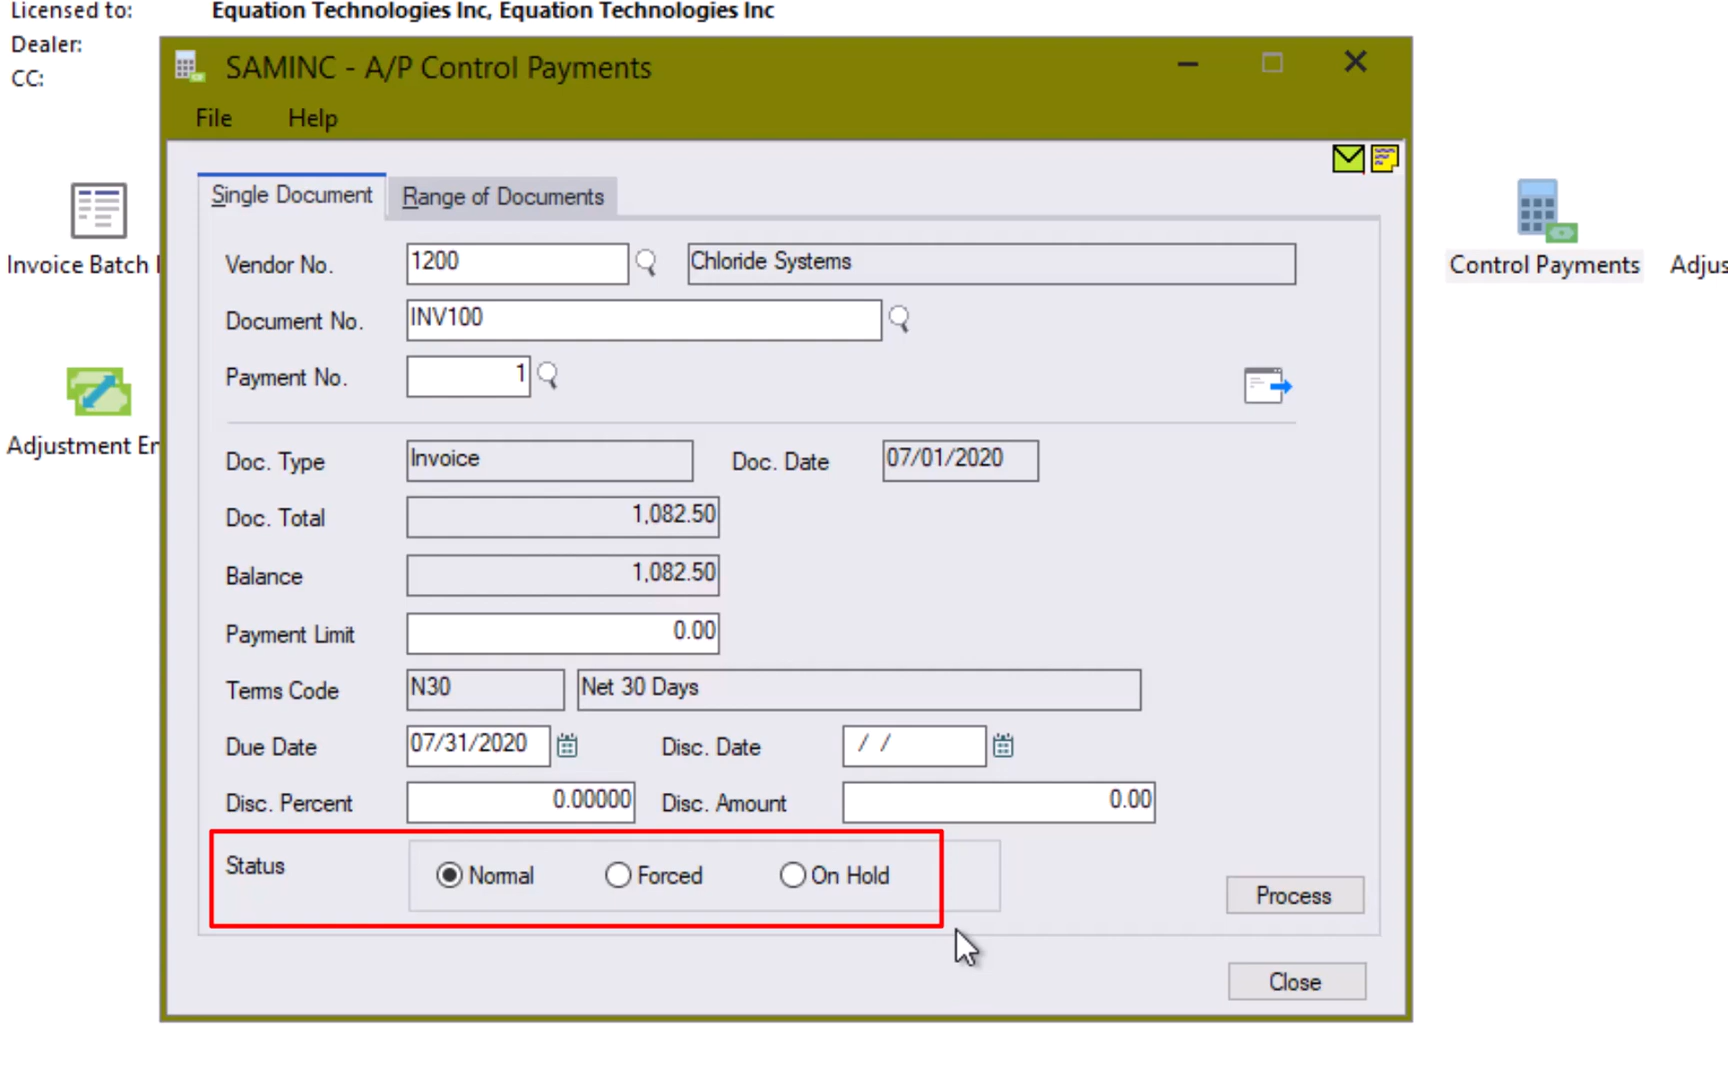 Licensed to: Equation Technologies Inc, Equation Technologies Inc
Dealer:
CC:
SAMINC - A/P Control Payments
File Help
Single Document Range of Documents
Vendor No. 1200 Chloride Systems
Document No. INV100
Payment No. 1
Doc. Type Invoice Doc. Date 07/01/2020
Doc. Total 1,082.50
Balance 1,082.50
Payment Limit 0.00
Terms Code N30 Net 30 Days
Due Date 07/31/2020 Disc. Date / /
Disc. Percent 0.00000 Disc. Amount 0.00
Status Normal Forced On Hold
Process
Close
Invoice Batch
Adjustment En
Control Payments
Adjus